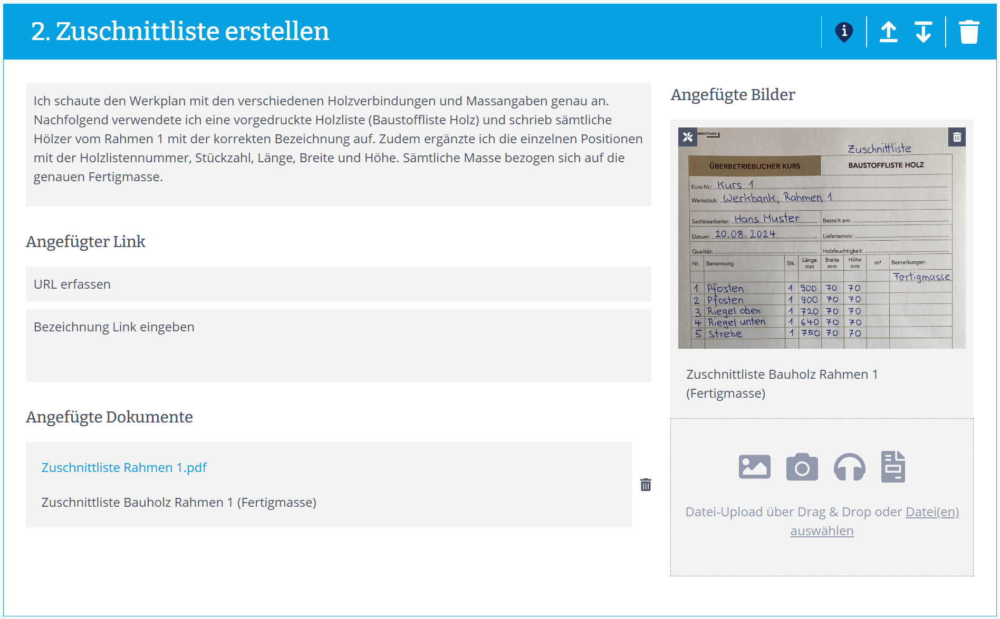 2. Zuschnittliste erstellen
Ich schaute den Werkplan mit den verschiedenen Holzverbindungen und Massangaben genau an.
Nachfolgend verwendete ich eine vorgedruckte Holzliste (Baustoffliste Holz) und schrieb sämtliche
Hölzer vom Rahmen 1 mit der korrekten Bezeichnung auf. Zudem ergänzte ich die einzelnen Positionen
mit der Holzlistennummer, Stückzahl, Länge, Breite und Höhe. Sämtliche Masse bezogen sich auf die
genauen Fertigmasse.
Angefügter Link
URL erfassen
Bezeichnung Link eingeben
Angefügte Dokumente
Zuschnittliste Rahmen 1.pdf
Zuschnittliste Bauholz Rahmen 1 (Fertigmasse)
Angefügte Bilder
bauschweiz
Zuschnittliste
ÜBERBETRIEBLICHER KURS BAUSTOFFLISTE HOLZ
Kurs-Nr.: Kurs 1
Werkstück: Werkbank, Rahmen 1
Sachbearbeiter: Hans Muster Bestellt am:
Datum: 20.08.2024 Liefertermin:
Qualität: Holzfeuchtigkeit:
Nr. Benennung Stk. Länge mm Breite mm Höhe mm m³ Bemerkungen
Fertigmasse
1 Pfosten 1 900 70 70
2 Pfosten 1 900 70 70
3 Riegel oben 1 720 70 70
4 Riegel unten 1 640 70 70
5 Strebe 1 750 70 70
Zuschnittliste Bauholz Rahmen 1
(Fertigmasse)
Datei-Upload über Drag & Drop oder Datei(en)
auswählen